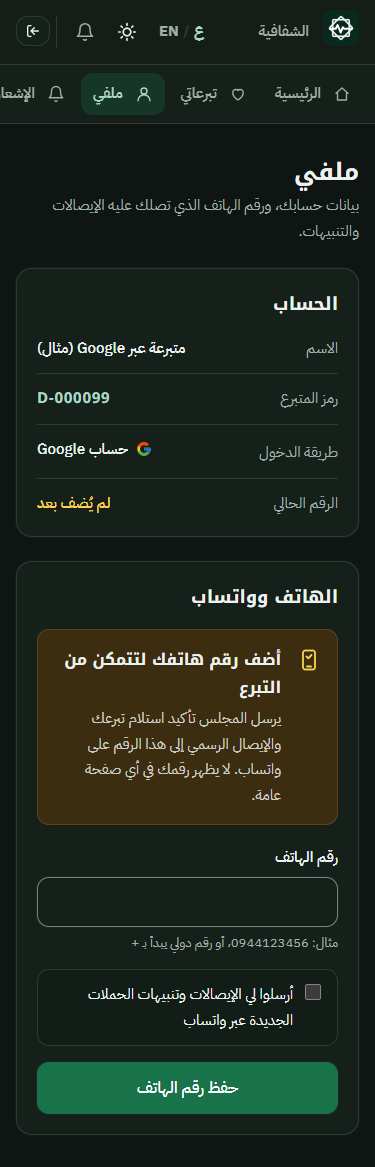 الشفافية
ع / EN
الرئيسية
تبرعاتي
ملفي
الإشعا
ملفي
بيانات حسابك، ورقم الهاتف الذي تصلك عليه الإيصالات
والتنبيهات.
الحساب
الاسم
متبرعة عبر Google (مثال)
رمز المتبرع
D-000099
طريقة الدخول
حساب Google
الرقم الحالي
لم يُضف بعد
الهاتف وواتساب
أضف رقم هاتفك لتتمكن من
التبرع
يرسل المجلس تأكيد استلام تبرعك
والإيصال الرسمي إلى هذا الرقم على
واتساب. لا يظهر رقمك في أي صفحة
عامة.
رقم الهاتف
مثال: 0944123456، أو رقم دولي يبدأ بـ +
أرسلوا لي الإيصالات وتنبيهات الحملات
الجديدة عبر واتساب
حفظ رقم الهاتف